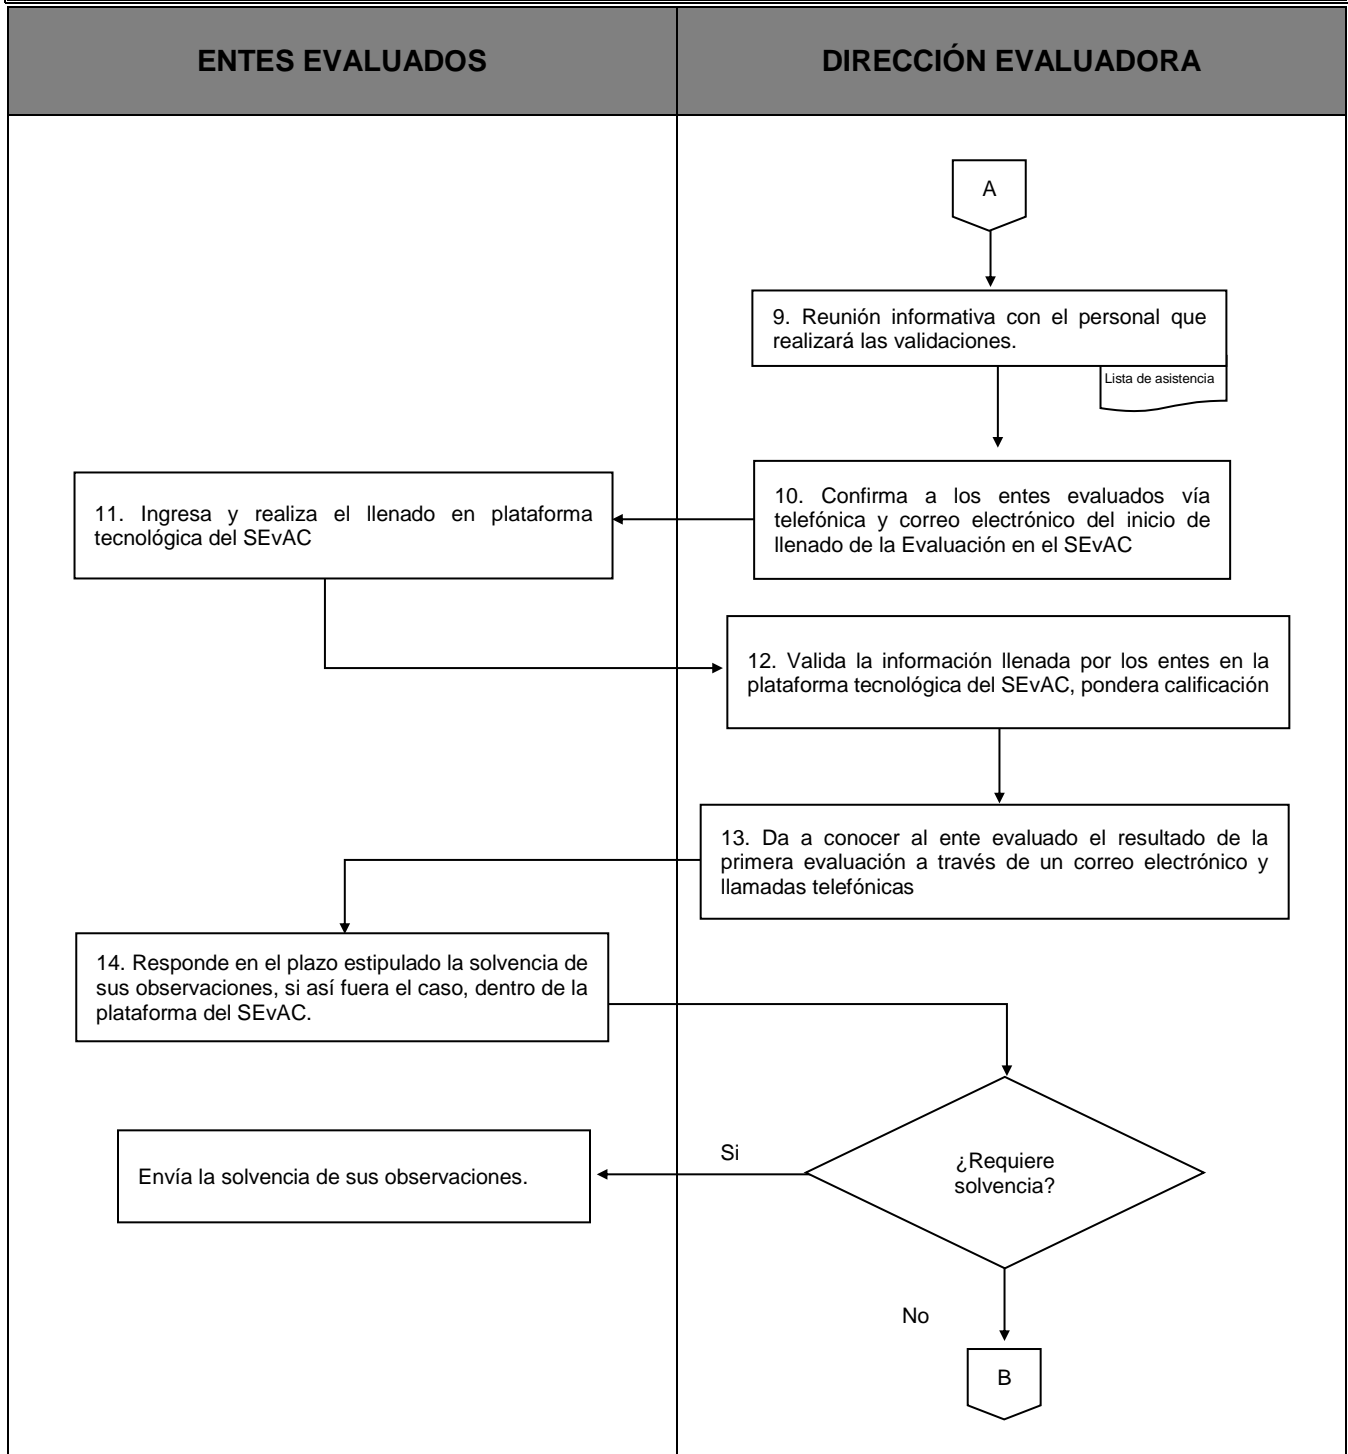 ENTES EVALUADOS
DIRECCIÓN EVALUADORA
A
9. Reunión informativa con el personal que
realizará las validaciones.
Lista de asistencia
10. Confirma a los entes evaluados vía
telefónica y correo electrónico del inicio de
llenado de la Evaluación en el SEvAC
11. Ingresa y realiza el llenado en plataforma
tecnológica del SEvAC
12. Valida la información llenada por los entes en la
plataforma tecnológica del SEvAC, pondera calificación
13. Da a conocer al ente evaluado el resultado de la
primera evaluación a través de un correo electrónico y
llamadas telefónicas
14. Responde en el plazo estipulado la solvencia de
sus observaciones, si así fuera el caso, dentro de la
plataforma del SEvAC.
¿Requiere
solvencia?
Si
Envía la solvencia de sus observaciones.
No
B